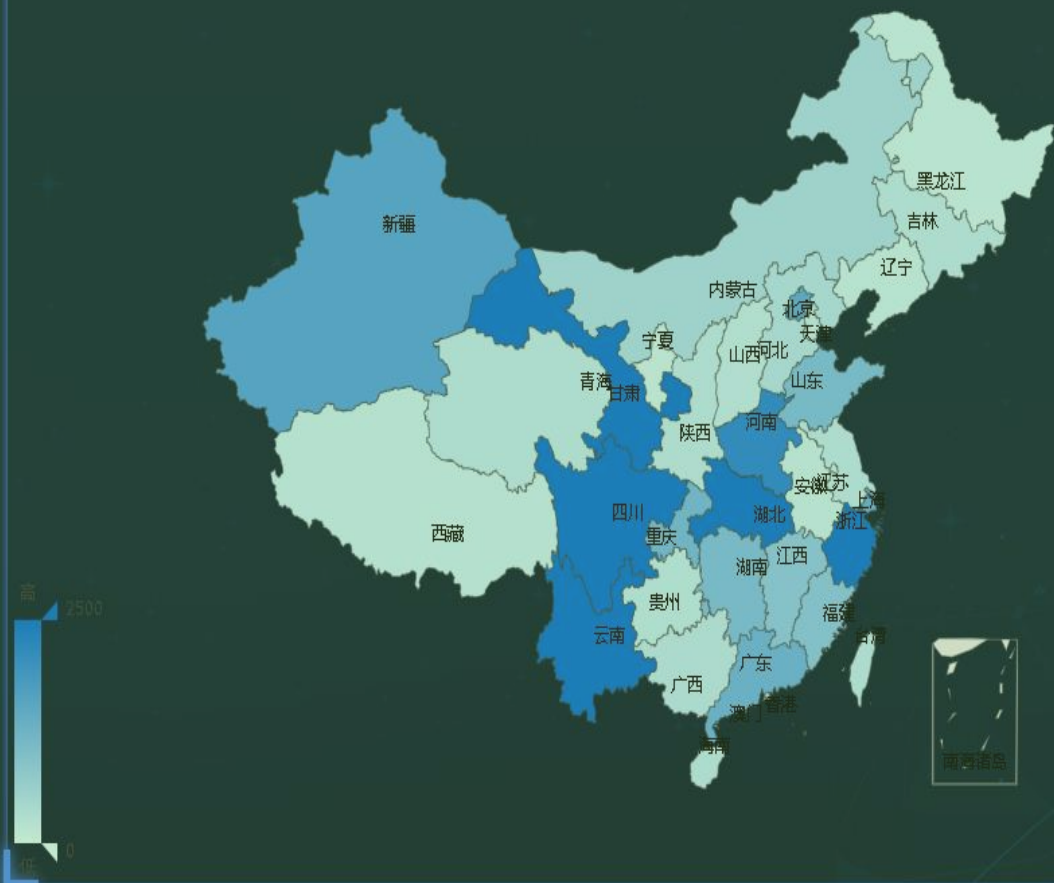 黑龙江
吉林
新疆
辽宁
内蒙古
北京
天津
宁夏
山西
河北
青海
甘肃
山东
河南
陕西
安徽
江苏
上海
四川
湖北
浙江
西藏
重庆
湖南
江西
高
2500
贵州
福建
云南
台湾
广东
广西
香港
澳门
海南
南海诸岛
0
低